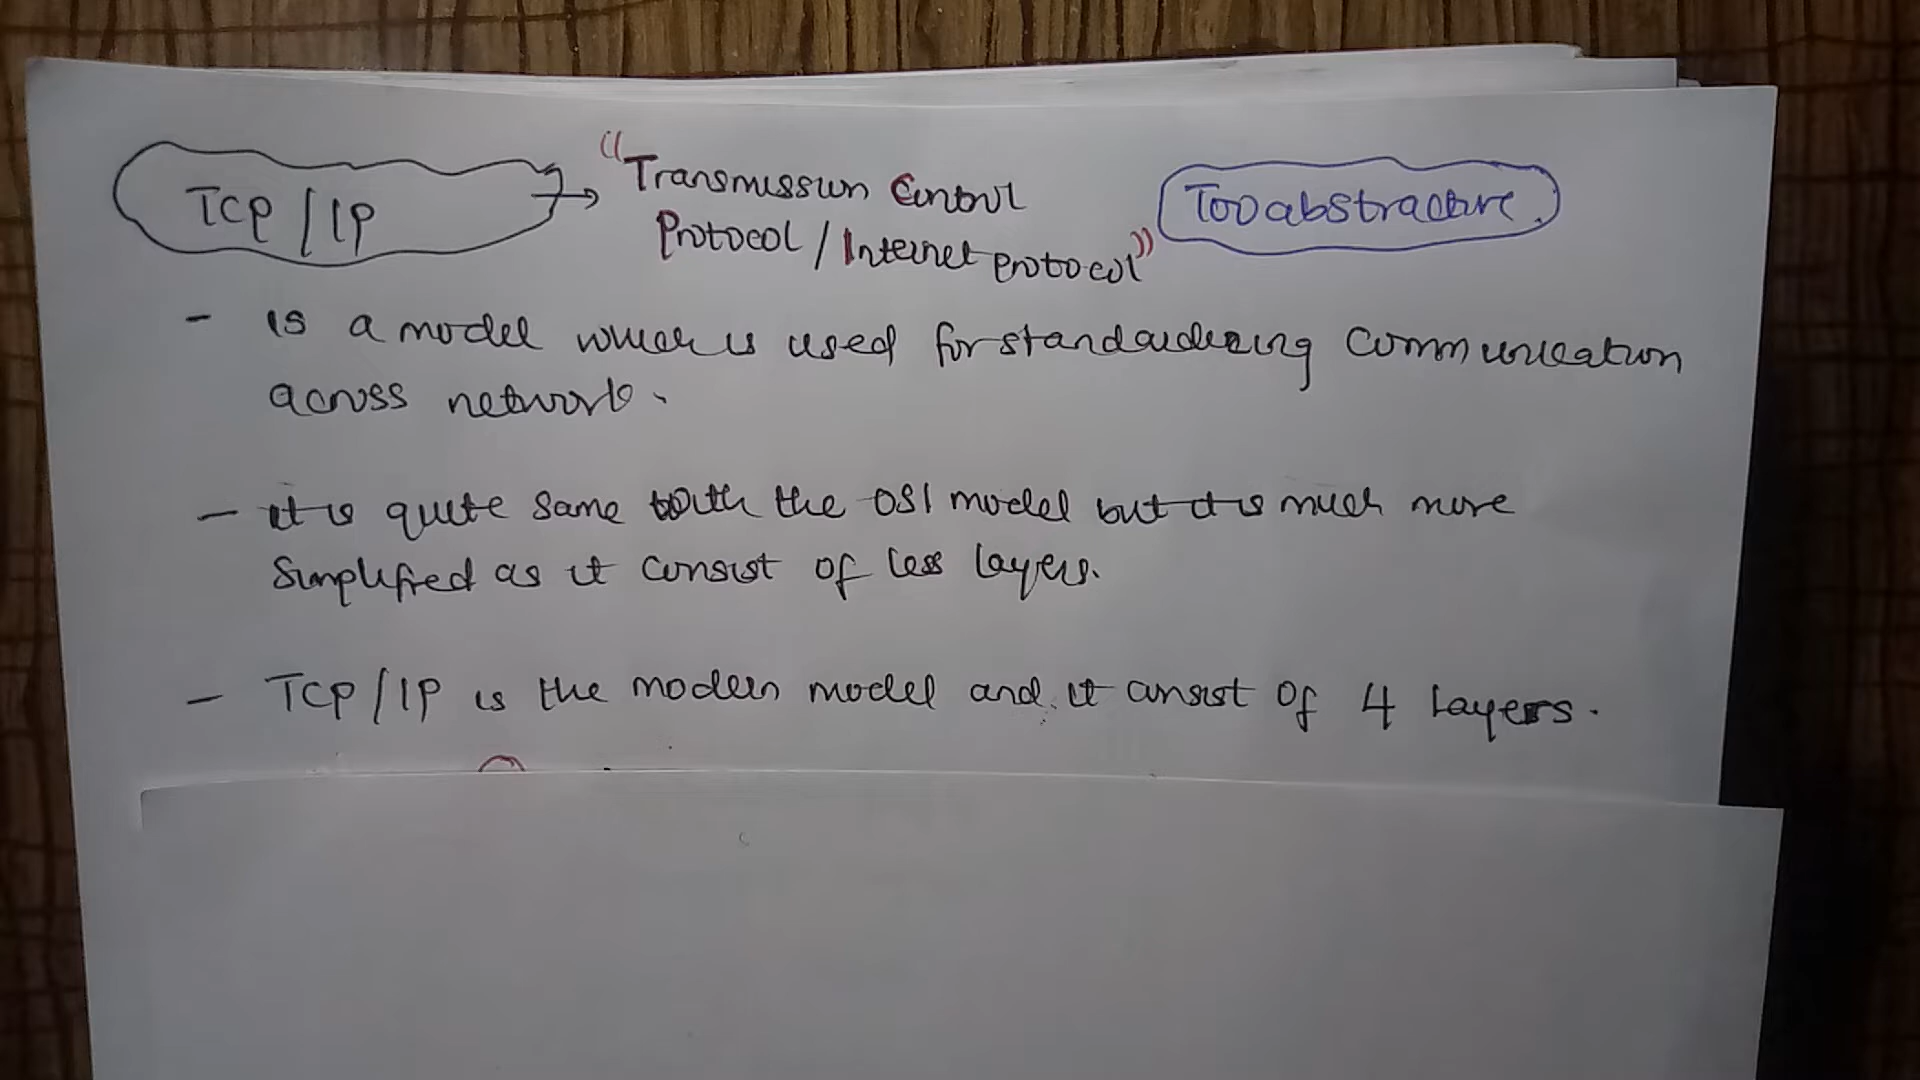 TCP/IP → "Transmission Control
Protocol / Internet protocol"
Too abstracture.
- is a model which is used for standardizing communication
across network.
- it is quite same with the OSI model but it is much more
simplified as it consist of less layers.
- TCP/IP is the modern model and it consist of 4 Layers.